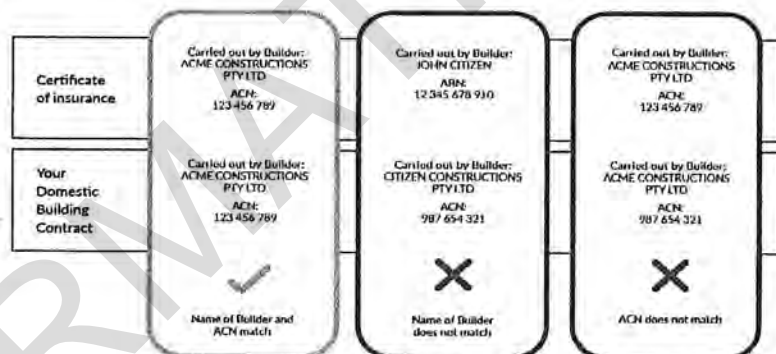 Certificate
of insurance
Carried out by Builder:
ACME CONSTRUCTIONS
PTY LTD
ACN:
123 456 789
Carried out by Builder:
JOHN CITIZEN
ABN:
12 345 678 910
Carried out by Builder:
ACME CONSTRUCTIONS
PTY LTD
ACN:
123 456 789
Your
Domestic
Building
Contract
Carried out by Builder:
ACME CONSTRUCTIONS
PTY LTD
ACN:
123 456 789
Carried out by Builder:
CITIZEN CONSTRUCTIONS
PTY LTD
ACN:
987 654 321
Carried out by Builder:
ACME CONSTRUCTIONS
PTY LTD
ACN:
987 654 321
Name of Builder and
ACN match
Name of Builder
does not match
ACN does not match